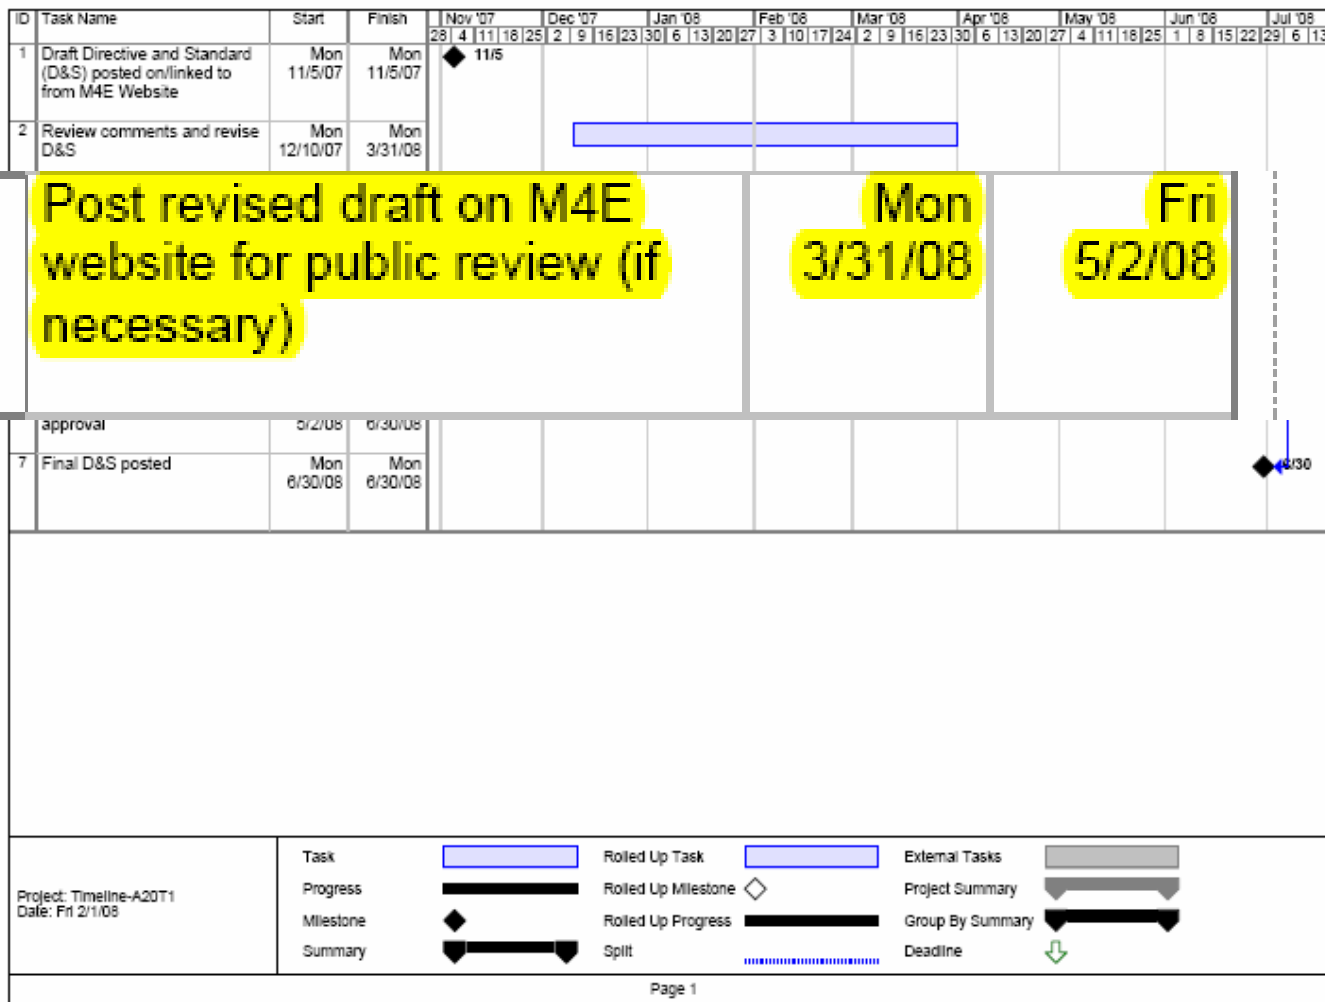 ID Task Name Start Finish Nov '07 Dec '07 Jan '08 Feb '08 Mar '08 Apr '08 May '08 Jun '08 Jul '08
28 4 11 18 25 2 9 16 23 30 6 13 20 27 3 10 17 24 2 9 16 23 30 6 13 20 27 4 11 18 25 1 8 15 22 29 6 13
1 Draft Directive and Standard Mon Mon 11/5
(D&S) posted on/linked to 11/5/07 11/5/07
from M4E Website
2 Review comments and revise Mon Mon
D&S 12/10/07 3/31/08
Post revised draft on M4E Mon Fri
website for public review (if 3/31/08 5/2/08
necessary)
approval 5/2/08 6/30/08
7 Final D&S posted Mon Mon 6/30
6/30/08 6/30/08
Task Rolled Up Task External Tasks
Project: Timeline-A20T1 Progress Rolled Up Milestone Project Summary
Date: Fri 2/1/08 Milestone Rolled Up Progress Group By Summary
Summary Split Deadline
Page 1